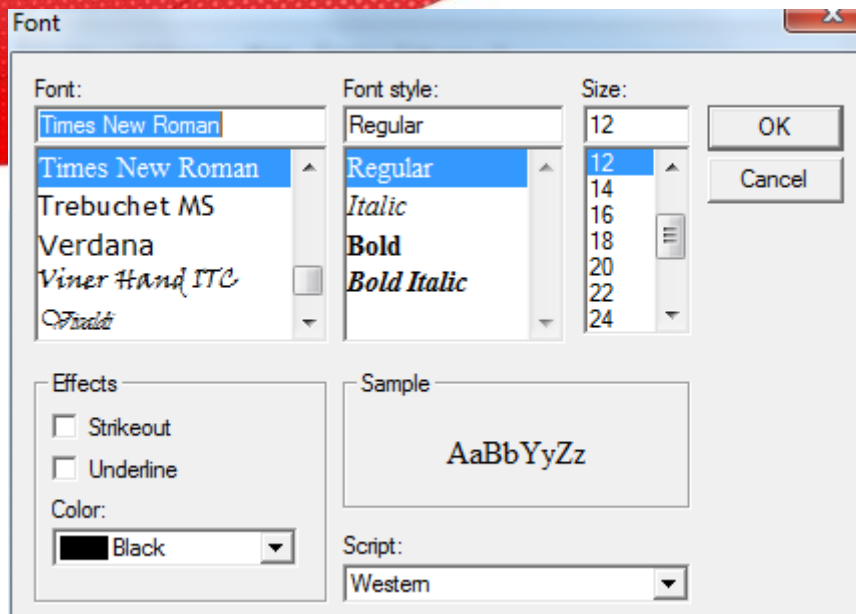 Font
Font:
Font style:
Size:
Times New Roman
Regular
12
OK
Times New Roman
Trebuchet MS
Verdana
Viner Hand ITC
Vivaldi
Regular
Italic
Bold
Bold Italic
12
14
16
18
20
22
24
Cancel
Effects
Strikeout
Underline
Color:
Black
Sample
AaBbYyZz
Script:
Western